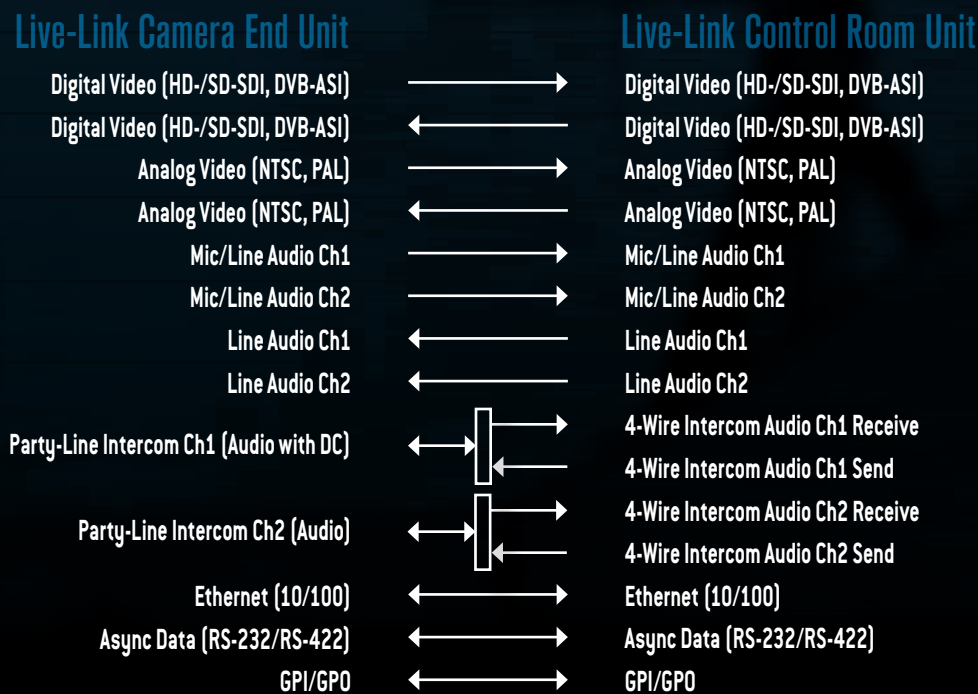 Live-Link Camera End Unit Live-Link Control Room Unit
Digital Video (HD-/SD-SDI, DVB-ASI) Digital Video (HD-/SD-SDI, DVB-ASI)
Digital Video (HD-/SD-SDI, DVB-ASI) Digital Video (HD-/SD-SDI, DVB-ASI)
Analog Video (NTSC, PAL) Analog Video (NTSC, PAL)
Analog Video (NTSC, PAL) Analog Video (NTSC, PAL)
Mic/Line Audio Ch1 Mic/Line Audio Ch1
Mic/Line Audio Ch2 Mic/Line Audio Ch2
Line Audio Ch1 Line Audio Ch1
Line Audio Ch2 Line Audio Ch2
Party-Line Intercom Ch1 (Audio with DC)
4-Wire Intercom Audio Ch1 Receive
4-Wire Intercom Audio Ch1 Send
Party-Line Intercom Ch2 (Audio)
4-Wire Intercom Audio Ch2 Receive
4-Wire Intercom Audio Ch2 Send
Ethernet (10/100) Ethernet (10/100)
Async Data (RS-232/RS-422) Async Data (RS-232/RS-422)
GPI/GPO GPI/GPO